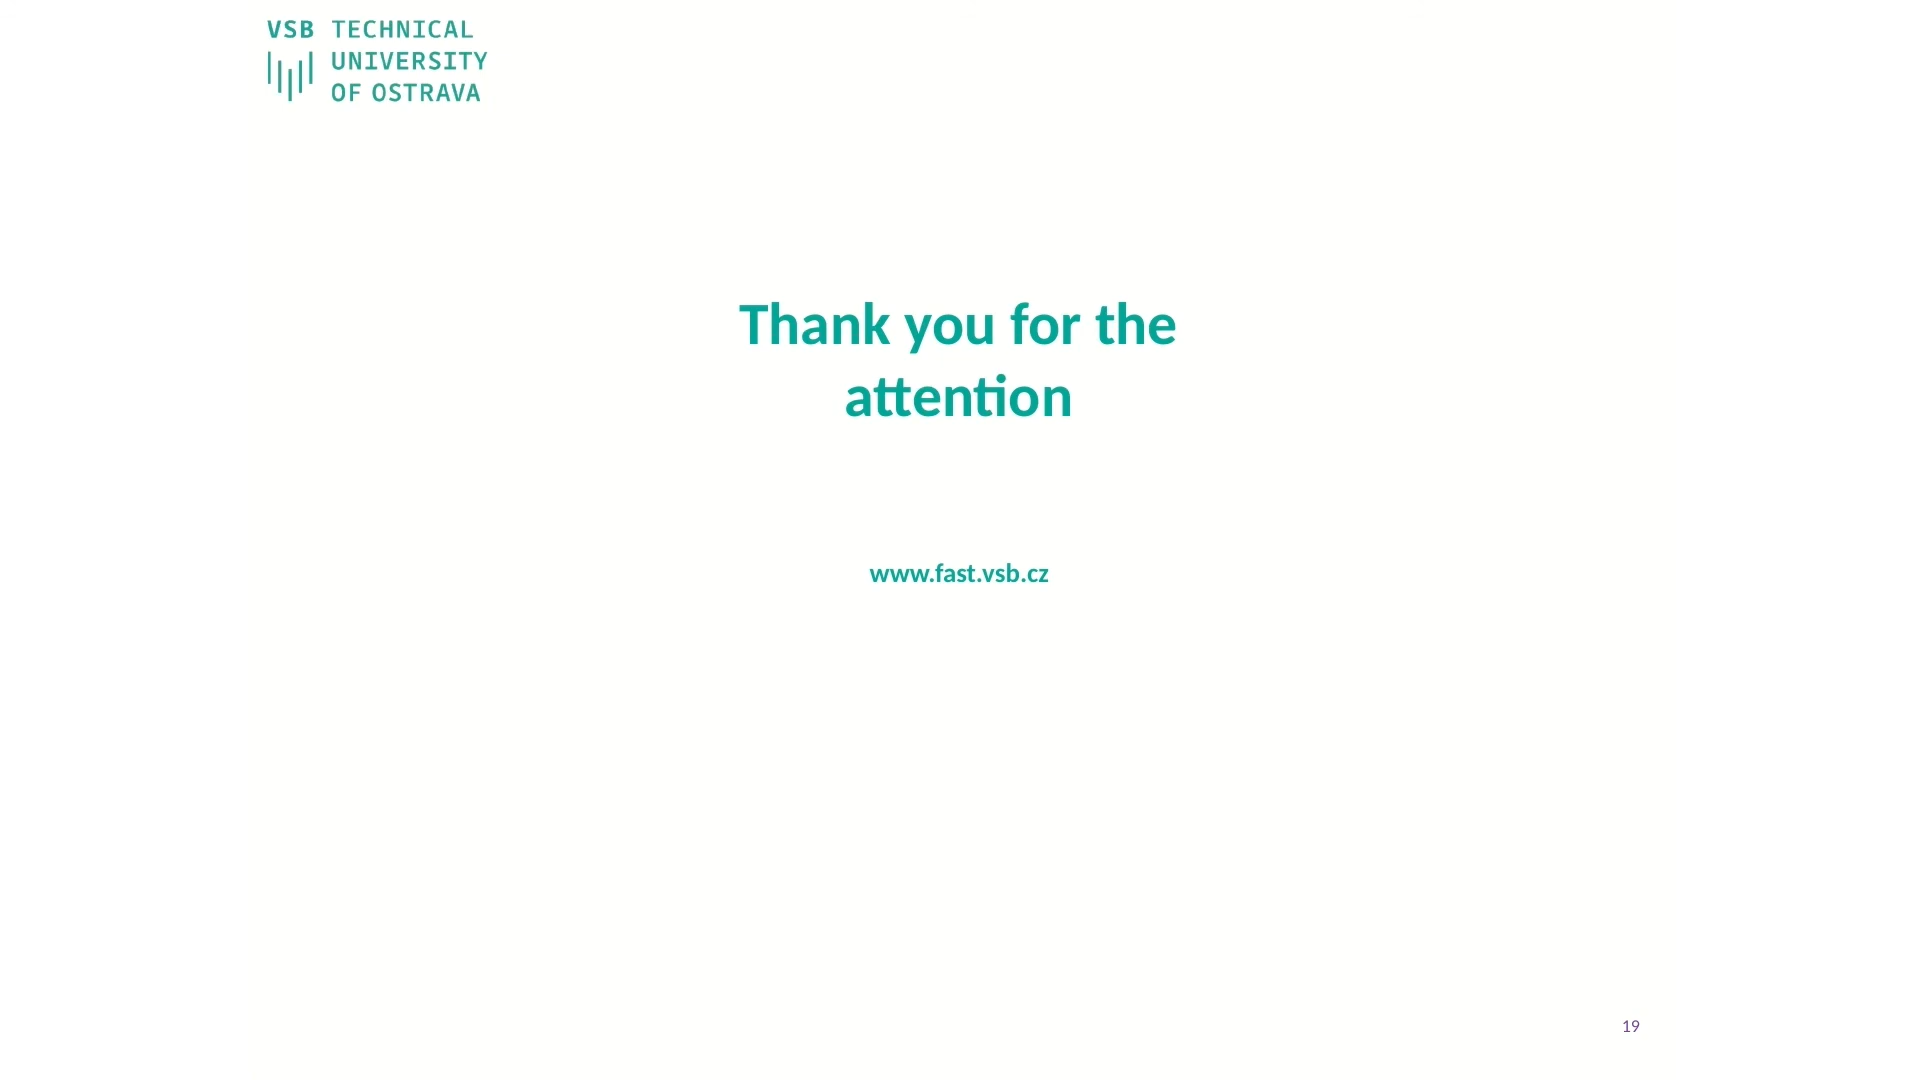 VSB TECHNICAL
UNIVERSITY
OF OSTRAVA
Thank you for the
attention
www.fast.vsb.cz
19